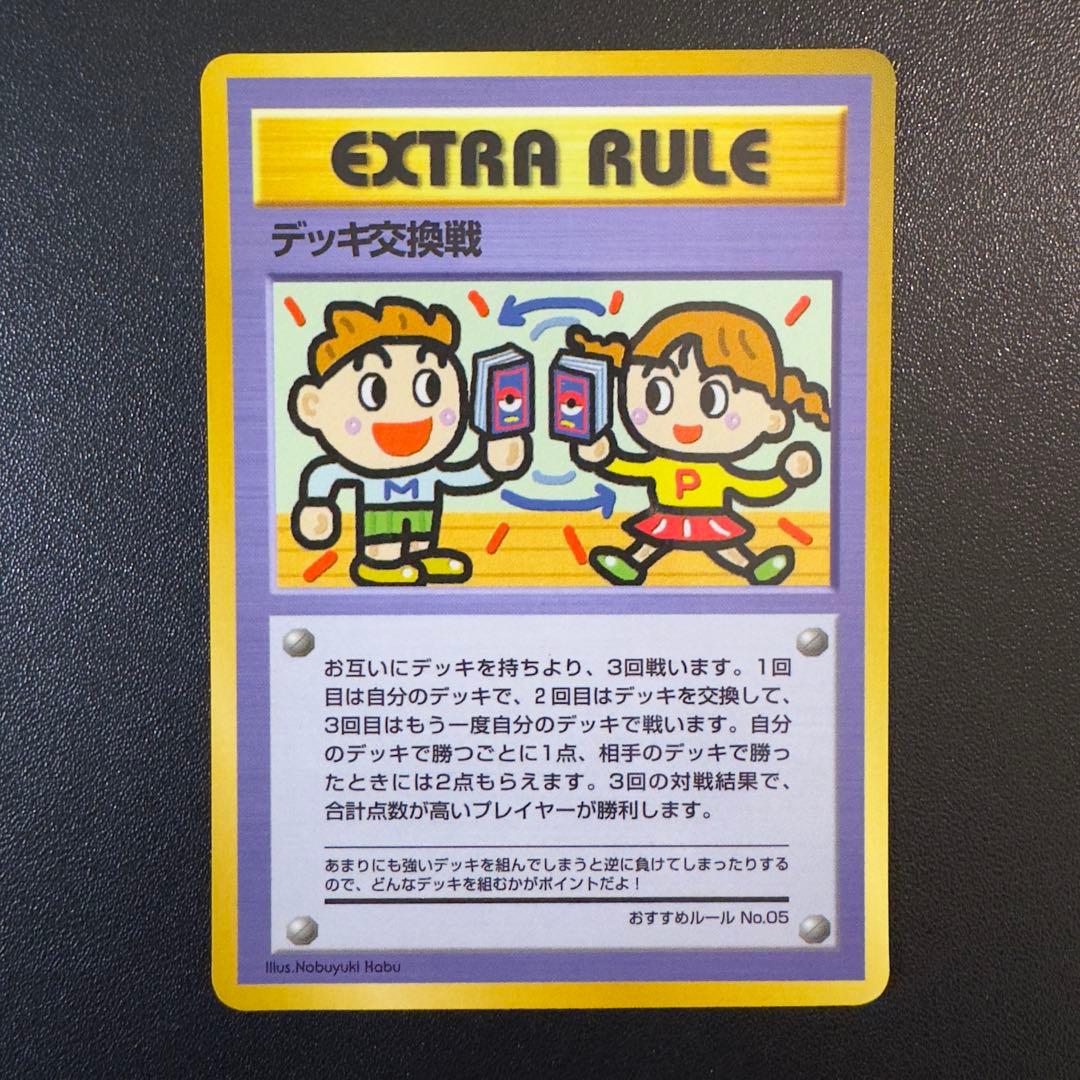 EXTRA RULE
デッキ交換戦
M
P
お互いにデッキを持ちより、3回戦います。1回
目は自分のデッキで、2回目はデッキを交換して、
3回目はもう一度自分のデッキで戦います。自分
のデッキで勝つごとに1点、相手のデッキで勝っ
たときには2点もらえます。3回の対戦結果で、
合計点数が高いプレイヤーが勝利します。
あまりにも強いデッキを組んでしまうと逆に負けてしまったりする
ので、どんなデッキを組むかがポイントだよ！
おすすめルール No.05
Illus.Nobuyuki Habu